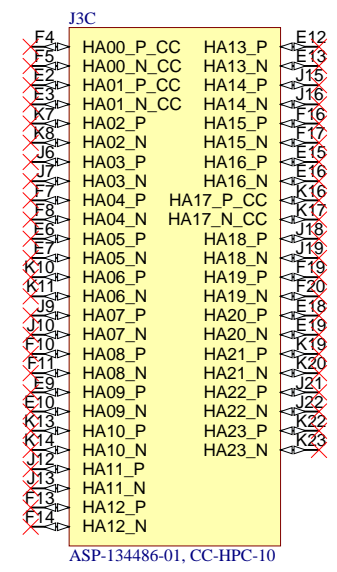 J3C
F4 HA00_P_CC HA13_P E12
F5 HA00_N_CC HA13_N E13
E2 HA01_P_CC HA14_P J15
E3 HA01_N_CC HA14_N J16
K7 HA02_P HA15_P F16
K8 HA02_N HA15_N F17
J6 HA03_P HA16_P E15
J7 HA03_N HA16_N E16
F7 HA04_P HA17_P_CC K16
F8 HA04_N HA17_N_CC K17
E6 HA05_P HA18_P J18
E7 HA05_N HA18_N J19
K10 HA06_P HA19_P F19
K11 HA06_N HA19_N F20
J9 HA07_P HA20_P E18
J10 HA07_N HA20_N E19
F10 HA08_P HA21_P K19
F11 HA08_N HA21_N K20
E9 HA09_P HA22_P J21
E10 HA09_N HA22_N J22
K13 HA10_P HA23_P K22
K14 HA10_N HA23_N K23
J12 HA11_P
J13 HA11_N
F13 HA12_P
F14 HA12_N
ASP-134486-01, CC-HPC-10